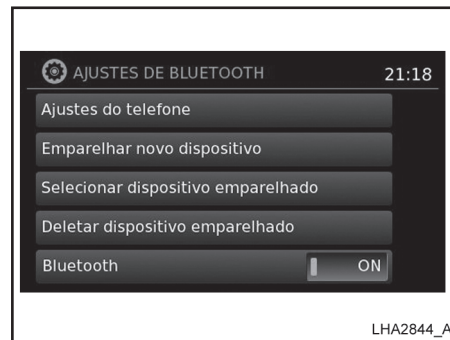 AJUSTES DE BLUETOOTH 21:18
Ajustes do telefone
Emparelhar novo dispositivo
Selecionar dispositivo emparelhado
Deletar dispositivo emparelhado
Bluetooth ON
LHA2844_A